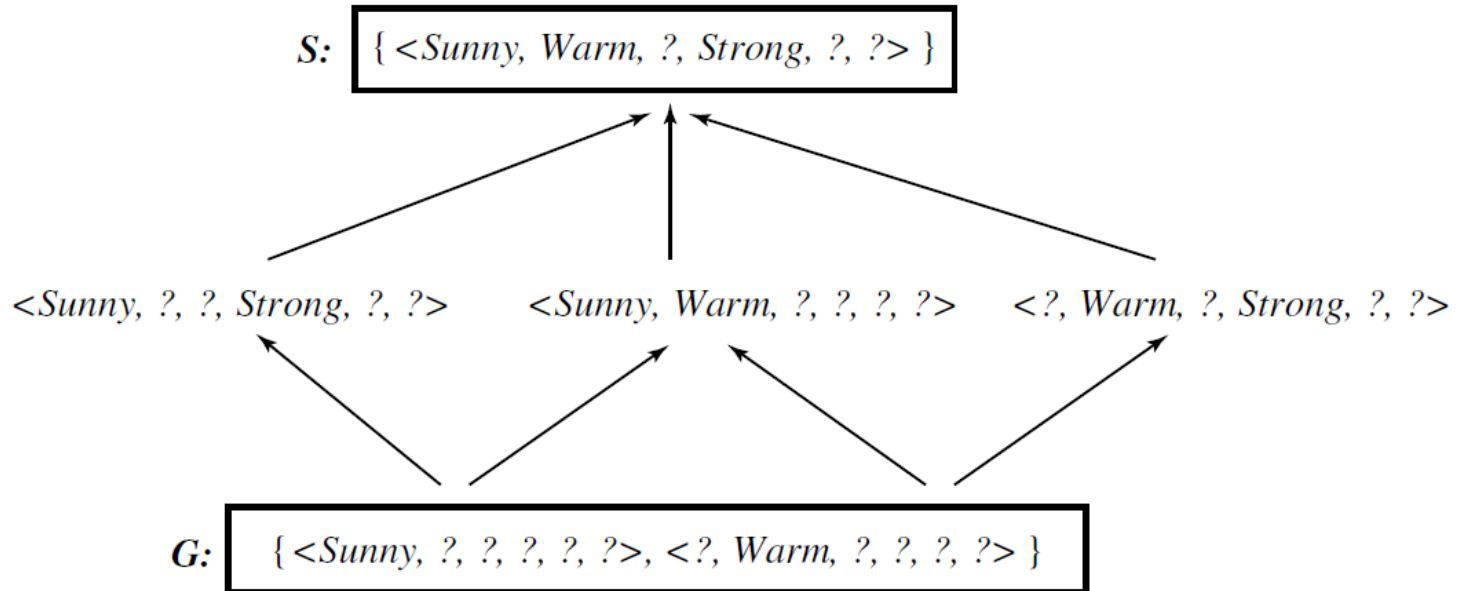 S: { <Sunny, Warm, ?, Strong, ?, ?> }
<Sunny, ?, ?, Strong, ?, ?> <Sunny, Warm, ?, ?, ?, ?> <?, Warm, ?, Strong, ?, ?>
G: { <Sunny, ?, ?, ?, ?, ?>, <?, Warm, ?, ?, ?, ?> }